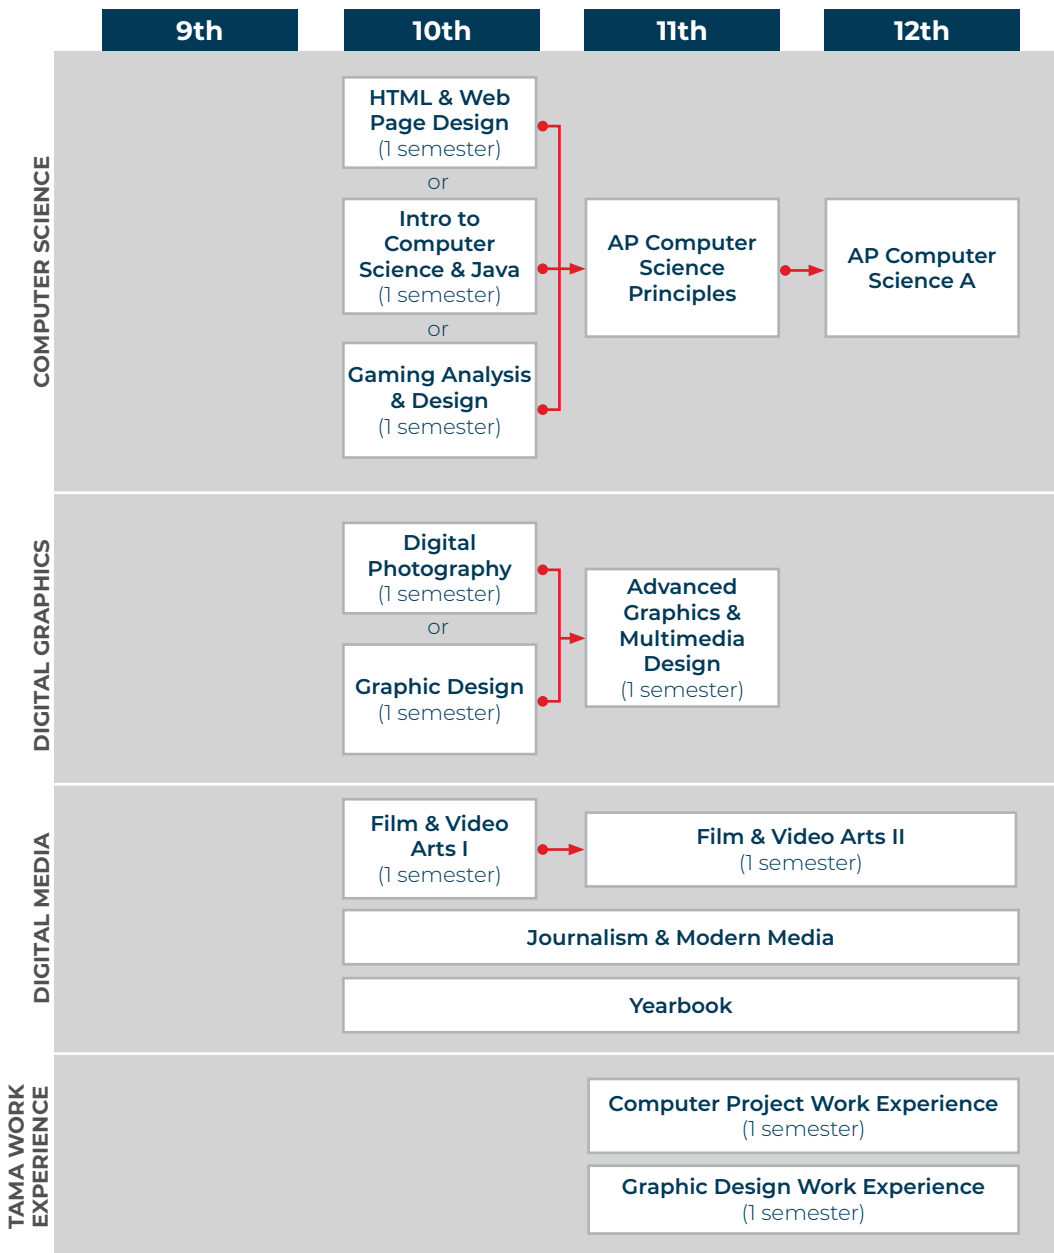 9th
10th
11th
12th
COMPUTER SCIENCE
HTML & Web
Page Design
(1 semester)
or
Intro to
Computer
Science & Java
(1 semester)
or
Gaming Analysis
& Design
(1 semester)
AP Computer
Science
Principles
AP Computer
Science A
DIGITAL GRAPHICS
Digital
Photography
(1 semester)
or
Graphic Design
(1 semester)
Advanced
Graphics &
Multimedia
Design
(1 semester)
DIGITAL MEDIA
Film & Video
Arts I
(1 semester)
Film & Video Arts II
(1 semester)
Journalism & Modern Media
Yearbook
TAMA WORK
EXPERIENCE
Computer Project Work Experience
(1 semester)
Graphic Design Work Experience
(1 semester)